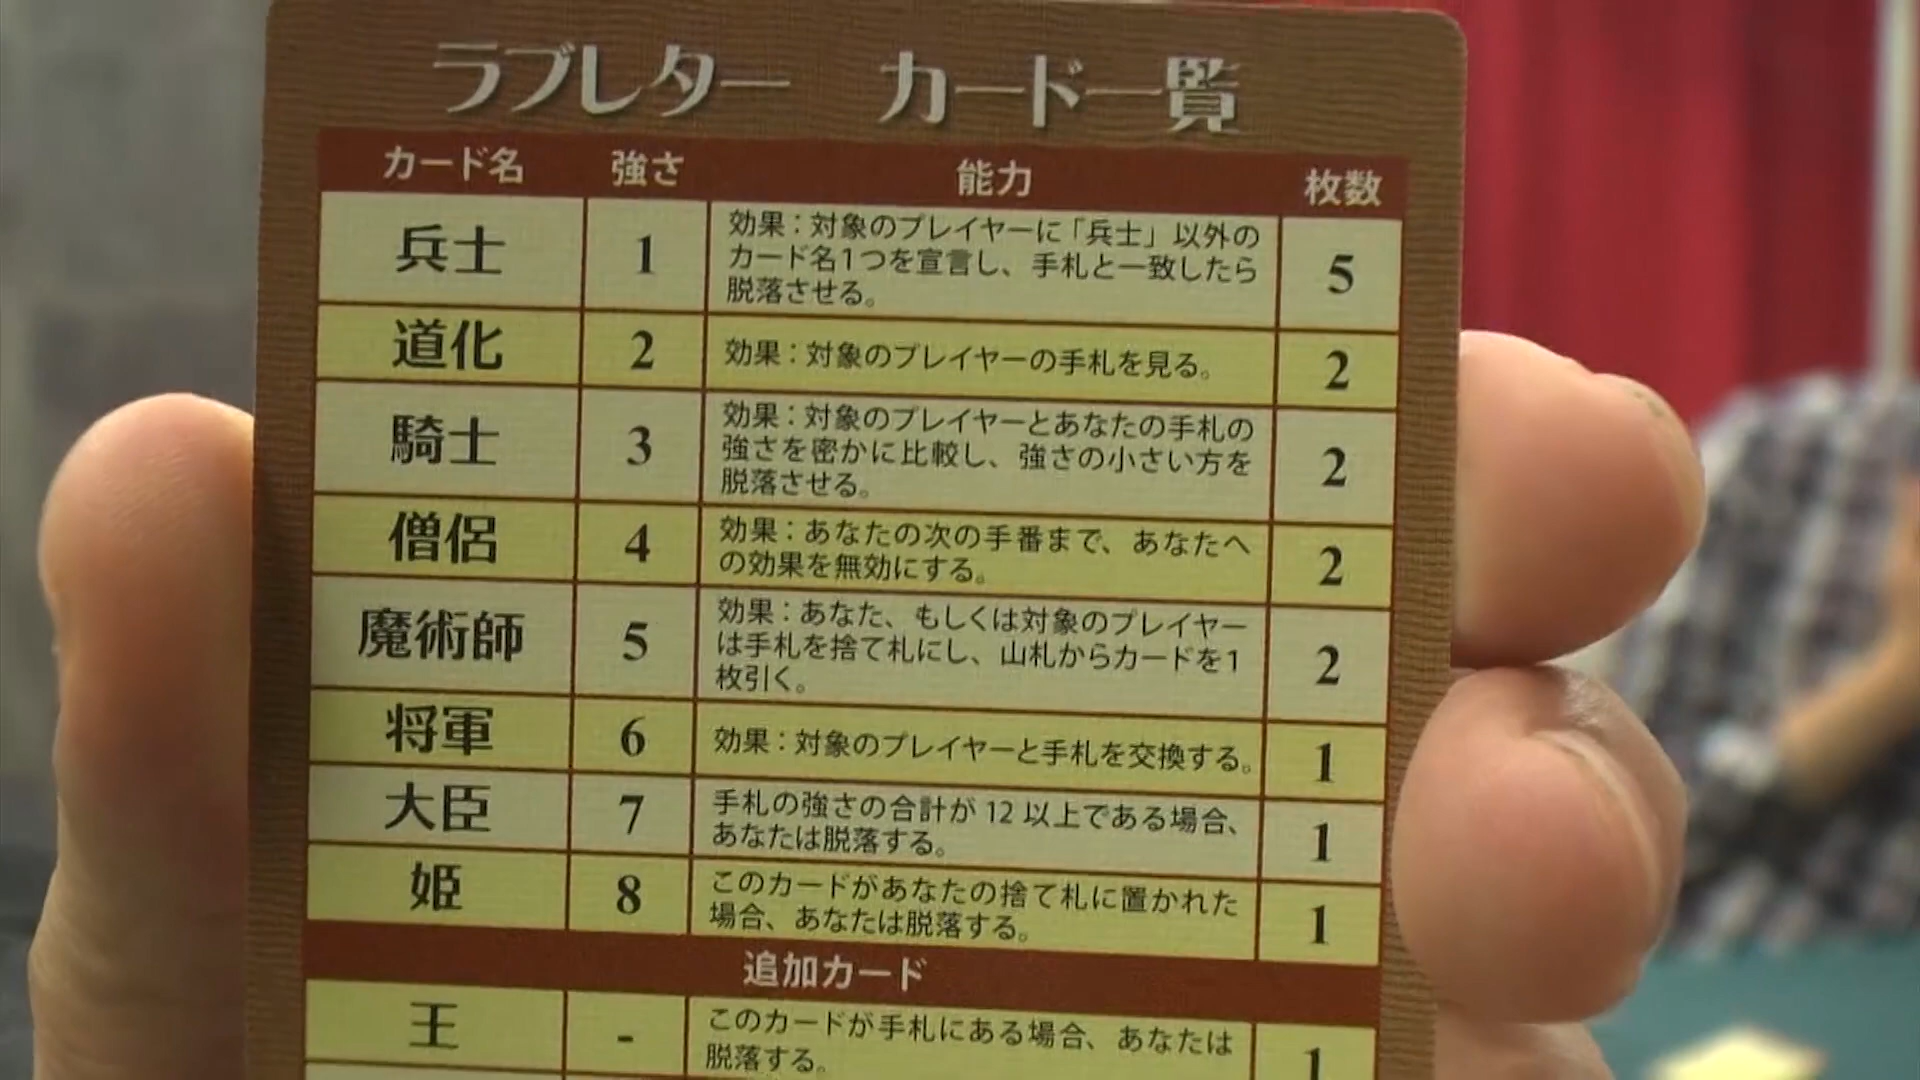 ラブレター カード一覧
カード名 強さ 能力 枚数
兵士 1 効果：対象のプレイヤーに「兵士」以外の
カード名1つを宣言し、手札と一致したら
脱落させる。 5
道化 2 効果：対象のプレイヤーの手札を見る。 2
騎士 3 効果：対象のプレイヤーとあなたの手札の
強さを密かに比較し、強さの小さい方を
脱落させる。 2
僧侶 4 効果：あなたの次の手番まで、あなたへ
の効果を無効にする。 2
魔術師 5 効果：あなた、もしくは対象のプレイヤー
は手札を捨て札にし、山札からカードを1
枚引く。 2
将軍 6 効果：対象のプレイヤーと手札を交換する。 1
大臣 7 手札の強さの合計が 12 以上である場合、
あなたは脱落する。 1
姫 8 このカードがあなたの捨て札に置かれた
場合、あなたは脱落する。 1
追加カード
王 - このカードが手札にある場合、あなたは
脱落する。 1